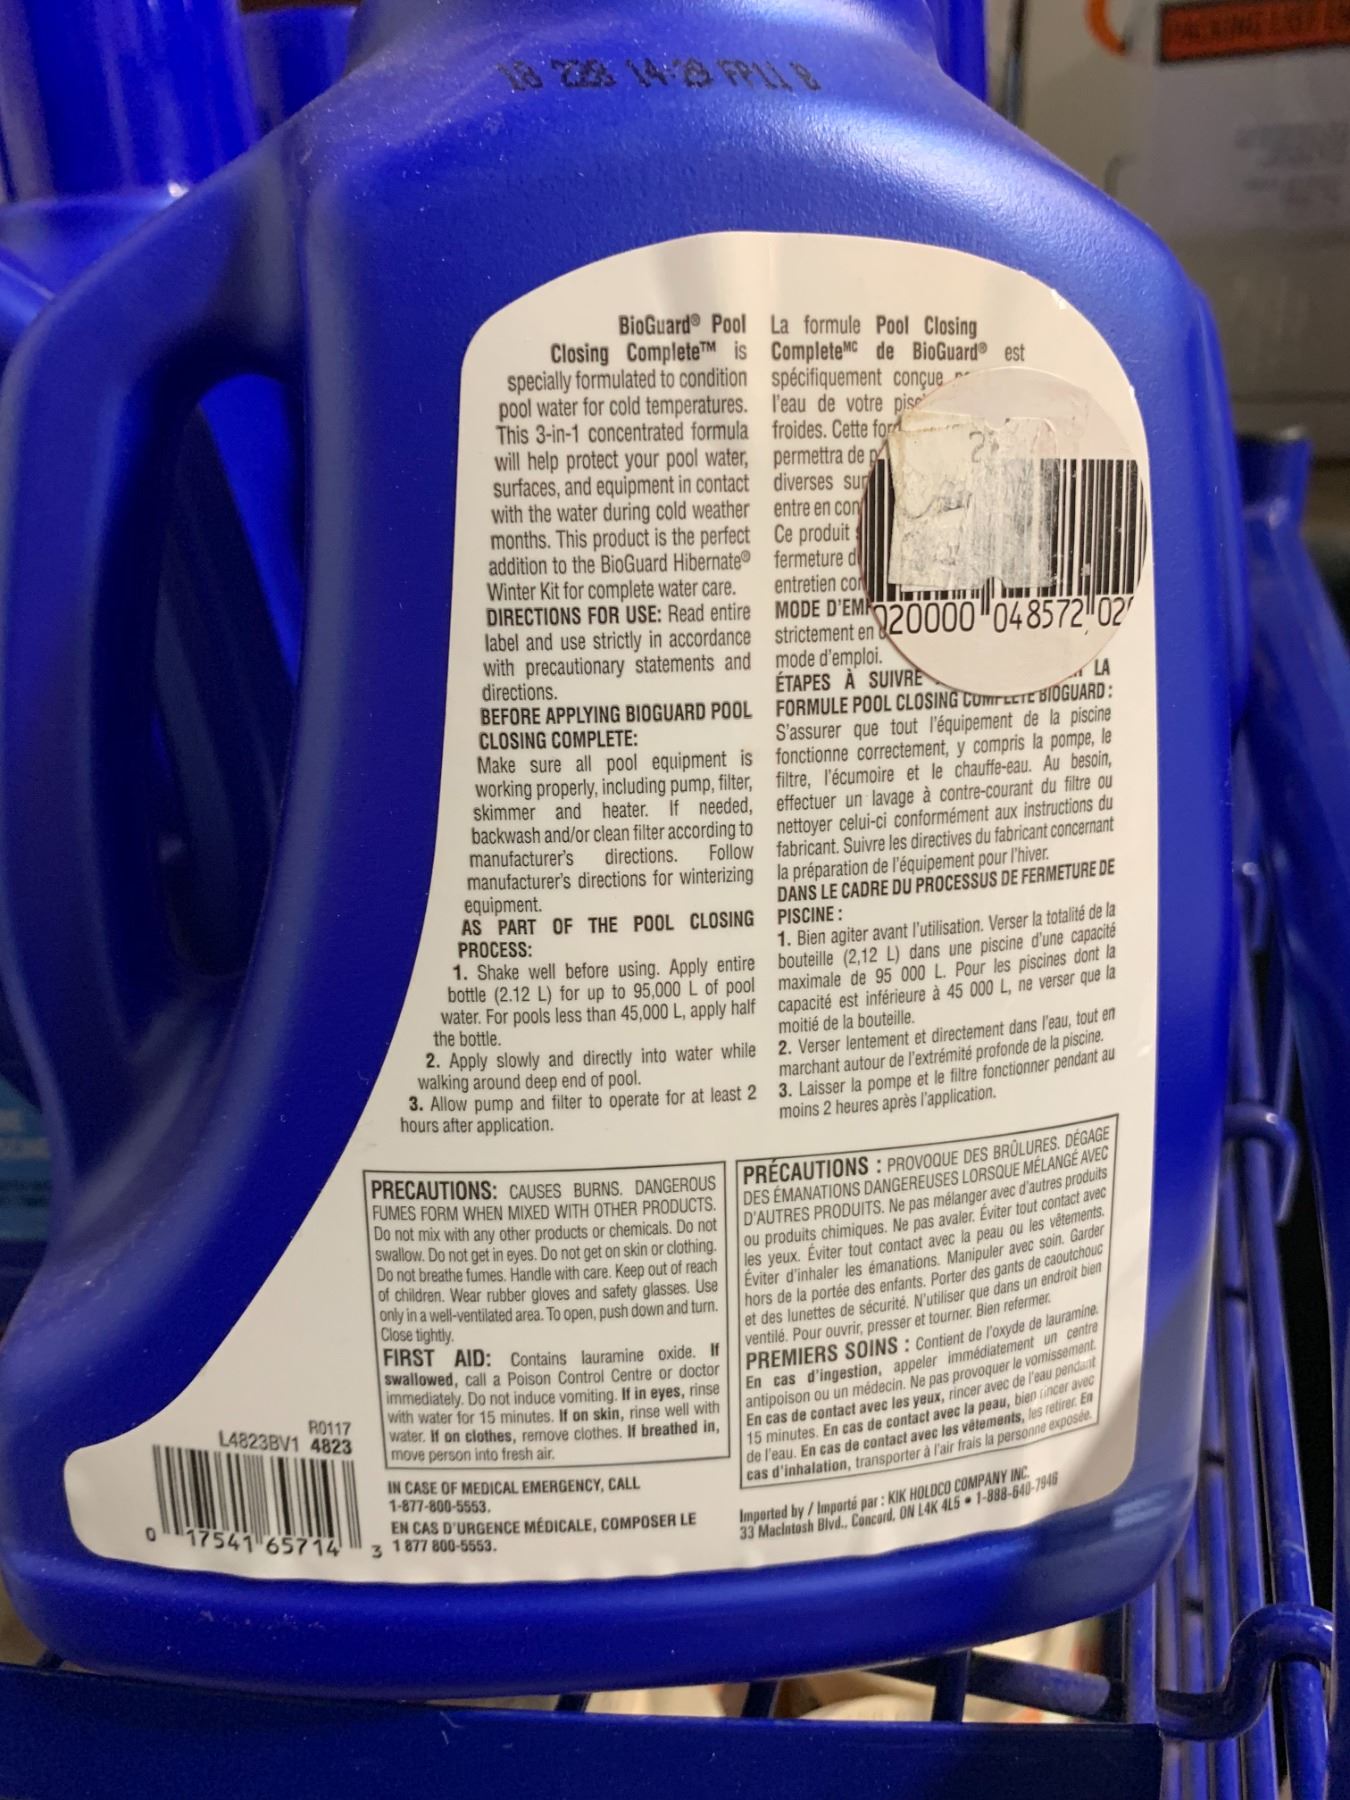 BioGuard® Pool
Closing Complete™ is
specially formulated to condition
pool water for cold temperatures.
This 3-in-1 concentrated formula
will help protect your pool water,
surfaces, and equipment in contact
with the water during cold weather
months. This product is the perfect
addition to the BioGuard Hibernate®
Winter Kit for complete water care.
DIRECTIONS FOR USE: Read entire
label and use strictly in accordance
with precautionary statements and
directions.
BEFORE APPLYING BIOGUARD POOL
CLOSING COMPLETE:
Make sure all pool equipment is
working properly, including pump, filter,
skimmer and heater. If needed,
backwash and/or clean filter according to
manufacturer's directions. Follow
manufacturer's directions for winterizing
equipment.
AS PART OF THE POOL CLOSING
PROCESS:
1. Shake well before using. Apply entire
bottle (2.12 L) for up to 95,000 L of pool
water. For pools less than 45,000 L, apply half
the bottle.
2. Apply slowly and directly into water while
walking around deep end of pool.
3. Allow pump and filter to operate for at least 2
hours after application.
La formule Pool Closing
CompleteMC de BioGuard® est
spécifiquement conçue
l'eau de votre
froides. Cette
permettra de
diverses
entre en
Ce produit
fermeture
entretien
MODE D'EM
strictement en
mode d'emploi.
ÉTAPES À SUIVRE LA
FORMULE POOL CLOSING COMPLETE BIOGUARD :
S'assurer que tout l'équipement de la piscine
fonctionne correctement, y compris la pompe, le
filtre, l'écumoire et le chauffe-eau. Au besoin,
effectuer un lavage à contre-courant du filtre ou
nettoyer celui-ci conformément aux instructions du
fabricant. Suivre les directives du fabricant concernant
la préparation de l'équipement pour l'hiver.
DANS LE CADRE DU PROCESSUS DE FERMETURE DE
PISCINE :
1. Bien agiter avant l'utilisation. Verser la totalité de la
bouteille (2,12 L) dans une piscine d'une capacité
maximale de 95 000 L. Pour les piscines dont la
capacité est inférieure à 45 000 L, ne verser que la
moitié de la bouteille.
2. Verser lentement et directement dans l'eau, tout en
marchant autour de l'extrémité profonde de la piscine.
3. Laisser la pompe et le filtre fonctionner pendant au
moins 2 heures après l'application.
020000 048572 02
PRECAUTIONS: CAUSES BURNS. DANGEROUS
FUMES FORM WHEN MIXED WITH OTHER PRODUCTS.
Do not mix with any other products or chemicals. Do not
swallow. Do not get in eyes. Do not get on skin or clothing.
Do not breathe fumes. Handle with care. Keep out of reach
of children. Wear rubber gloves and safety glasses. Use
only in a well-ventilated area. To open, push down and turn.
Close tightly.
FIRST AID: Contains lauramine oxide. If
swallowed, call a Poison Control Centre or doctor
immediately. Do not induce vomiting. If in eyes, rinse
with water for 15 minutes. If on skin, rinse well with
water. If on clothes, remove clothes. If breathed in,
move person into fresh air.
PRÉCAUTIONS : PROVOQUE DES BRÛLURES. DÉGAGE
DES ÉMANATIONS DANGEREUSES LORSQUE MÉLANGÉ AVEC
D'AUTRES PRODUITS. Ne pas mélanger avec d'autres produits
ou produits chimiques. Ne pas avaler. Éviter tout contact avec
les yeux. Éviter tout contact avec la peau ou les vêtements.
Éviter d'inhaler les émanations. Manipuler avec soin. Garder
hors de la portée des enfants. Porter des gants de caoutchouc
et des lunettes de sécurité. N'utiliser que dans un endroit bien
ventilé. Pour ouvrir, presser et tourner. Bien refermer.
PREMIERS SOINS : Contient de l'oxyde de lauramine.
En cas d'ingestion, appeler immédiatement un centre
antipoison ou un médecin. Ne pas provoquer le vomissement.
En cas de contact avec les yeux, rincer avec de l'eau pendant
15 minutes. En cas de contact avec la peau, bien rincer avec
de l'eau. En cas de contact avec les vêtements, les retirer. En
cas d'inhalation, transporter à l'air frais la personne exposée.
R0117
L4823BV1 4823
0 17541 65714 3
IN CASE OF MEDICAL EMERGENCY, CALL
1-877-800-5553.
EN CAS D'URGENCE MÉDICALE, COMPOSER LE
1 877 800-5553.
Imported by / Importé par : KIK HOLDCO COMPANY INC.
33 MacIntosh Blvd., Concord, ON L4K 4L5 • 1-888-640-7946